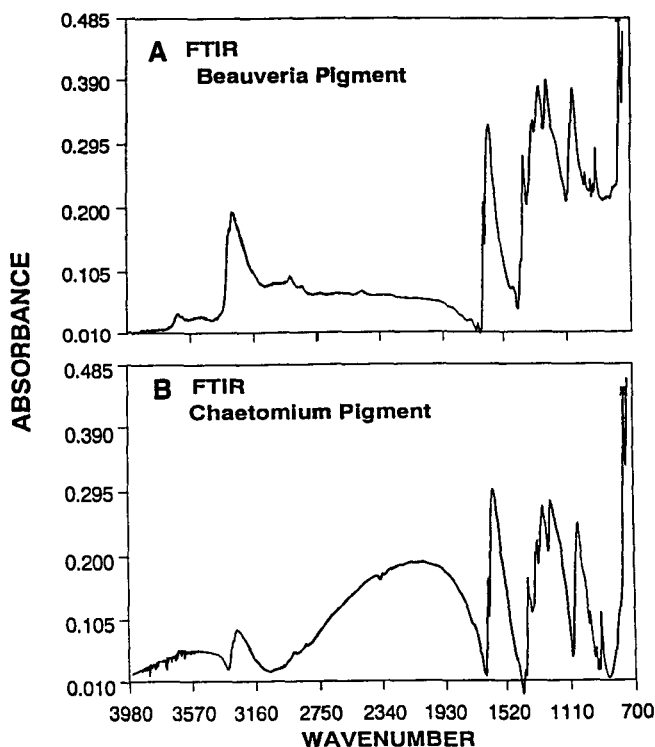 ABSORBANCE
0.485
0.390
0.295
0.200
0.105
0.010
A FTIR
Beauveria Pigment
0.485
0.390
0.295
0.200
0.105
0.010
B FTIR
Chaetomium Pigment
3980 3570 3160 2750 2340 1930 1520 1110 700
WAVENUMBER